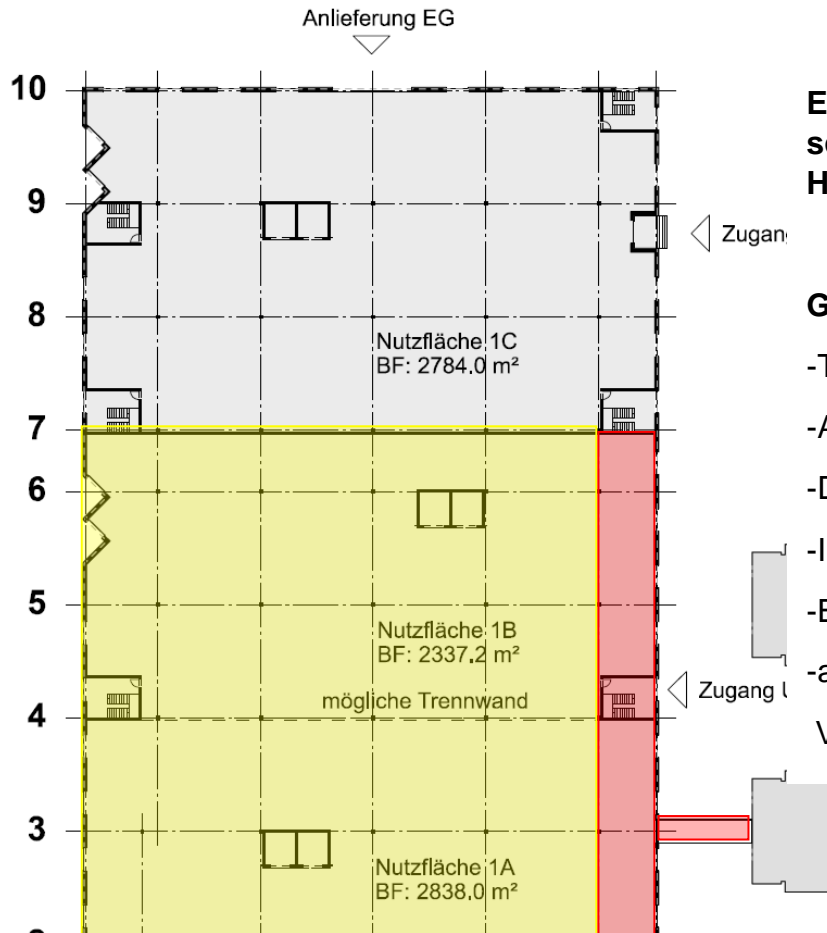 Anlieferung EG
10
9
Zugang
8
Nutzfläche 1C
BF: 2784.0 m²
7
6
5
Nutzfläche 1B
BF: 2337,2 m²
mögliche Trennwand
Zugang
4
3
Nutzfläche 1A
BF: 2838,0 m²